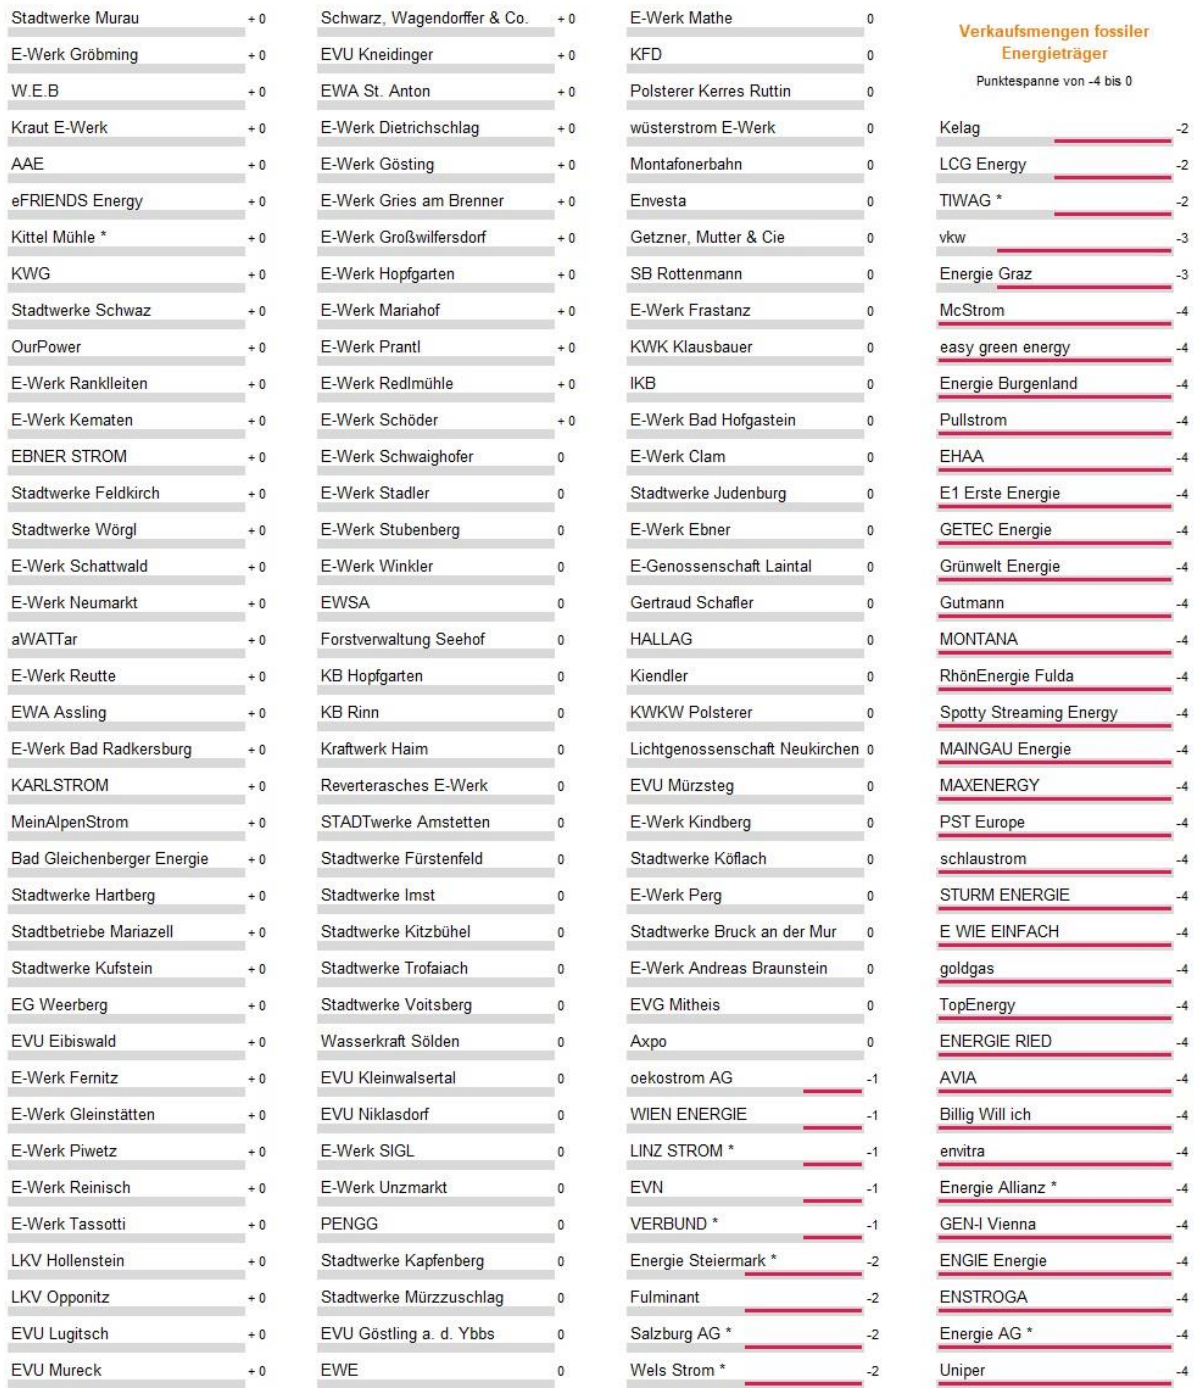 Stadtwerke Murau + 0
E-Werk Gröbming + 0
W.E.B + 0
Kraut E-Werk + 0
AAE + 0
eFRIENDS Energy + 0
Kittel Mühle * + 0
KWG + 0
Stadtwerke Schwaz + 0
OurPower + 0
E-Werk Ranklleiten + 0
E-Werk Kematen + 0
EBNER STROM + 0
Stadtwerke Feldkirch + 0
Stadtwerke Wörgl + 0
E-Werk Schattwald + 0
E-Werk Neumarkt + 0
aWATTar + 0
E-Werk Reutte + 0
EWA Assling + 0
E-Werk Bad Radkersburg + 0
KARLSTROM + 0
MeinAlpenStrom + 0
Bad Gleichenberger Energie + 0
Stadtwerke Hartberg + 0
Stadtbetriebe Mariazell + 0
Stadtwerke Kufstein + 0
EG Weerberg + 0
EVU Eibiswald + 0
E-Werk Fernitz + 0
E-Werk Gleinstätten + 0
E-Werk Piwetz + 0
E-Werk Reinisch + 0
E-Werk Tassotti + 0
LKV Hollenstein + 0
LKV Opponitz + 0
EVU Lugitsch + 0
EVU Mureck + 0
Schwarz, Wagendorffer & Co. + 0
EVU Kneidinger + 0
EWA St. Anton + 0
E-Werk Dietrichschlag + 0
E-Werk Gösting + 0
E-Werk Gries am Brenner + 0
E-Werk Großwilfersdorf + 0
E-Werk Hopfgarten + 0
E-Werk Mariahof + 0
E-Werk Prantl + 0
E-Werk Redlmühle + 0
E-Werk Schöder + 0
E-Werk Schwaighofer 0
E-Werk Stadler 0
E-Werk Stubenberg 0
E-Werk Winkler 0
EWSA 0
Forstverwaltung Seehof 0
KB Hopfgarten 0
KB Rinn 0
Kraftwerk Haim 0
Reverterasches E-Werk 0
STADTwerke Amstetten 0
Stadtwerke Fürstenfeld 0
Stadtwerke Imst 0
Stadtwerke Kitzbühel 0
Stadtwerke Trofaiach 0
Stadtwerke Voitsberg 0
Wasserkraft Sölden 0
EVU Kleinwalsertal 0
EVU Niklasdorf 0
E-Werk SIGL 0
E-Werk Unzmarkt 0
PENGG 0
Stadtwerke Kapfenberg 0
Stadtwerke Mürzzuschlag 0
EVU Göstling a. d. Ybbs 0
EWE 0
E-Werk Mathe 0
KFD 0
Polsterer Kerres Ruttin 0
wüsterstrom E-Werk 0
Montafonerbahn 0
Envesta 0
Getzner, Mutter & Cie 0
SB Rottenmann 0
E-Werk Frastanz 0
KWK Klausbauer 0
IKB 0
E-Werk Bad Hofgastein 0
E-Werk Clam 0
Stadtwerke Judenburg 0
E-Werk Ebner 0
E-Genossenschaft Laintal 0
Gertraud Schafler 0
HALLAG 0
Kiendler 0
KWKW Polsterer 0
Lichtgenossenschaft Neukirchen 0
EVU Mürzsteg 0
E-Werk Kindberg 0
Stadtwerke Köflach 0
E-Werk Perg 0
Stadtwerke Bruck an der Mur 0
E-Werk Andreas Braunstein 0
EVG Mitheis 0
Axpo 0
oekostrom AG -1
WIEN ENERGIE -1
LINZ STROM * -1
EVN -1
VERBUND * -1
Energie Steiermark * -2
Fulminant -2
Salzburg AG * -2
Wels Strom * -2
Verkaufsmengen fossiler
Energieträger
Punktespanne von -4 bis 0
Kelag -2
LCG Energy -2
TIWAG * -2
vkw -3
Energie Graz -3
McStrom -4
easy green energy -4
Energie Burgenland -4
Pullstrom -4
EHAA -4
E1 Erste Energie -4
GETEC Energie -4
Grünwelt Energie -4
Gutmann -4
MONTANA -4
RhönEnergie Fulda -4
Spotty Streaming Energy -4
MAINGAU Energie -4
MAXENERGY -4
PST Europe -4
schlaustrom -4
STURM ENERGIE -4
E WIE EINFACH -4
goldgas -4
TopEnergy -4
ENERGIE RIED -4
AVIA -4
Billig Will ich -4
envitra -4
Energie Allianz * -4
GEN-I Vienna -4
ENGIE Energie -4
ENSTROGA -4
Energie AG * -4
Uniper -4